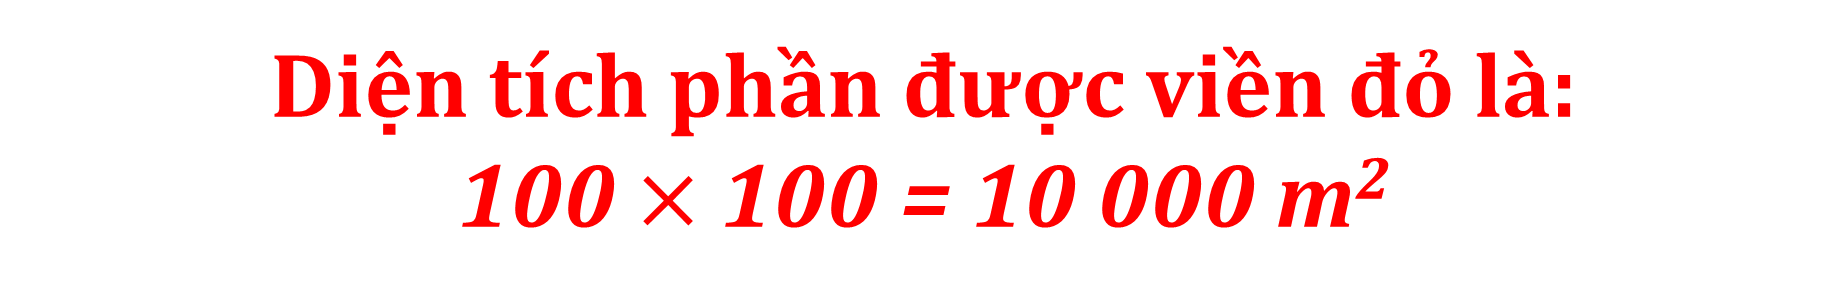 Diện tích phần được viền đỏ là:
100 × 100 = 10 000 m²